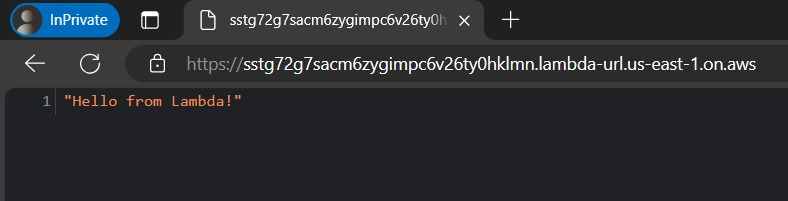 InPrivate
sstg72g7sacm6zygimpc6v26ty0h
https://sstg72g7sacm6zygimpc6v26ty0hklmn.lambda-url.us-east-1.on.aws
1 "Hello from Lambda!"